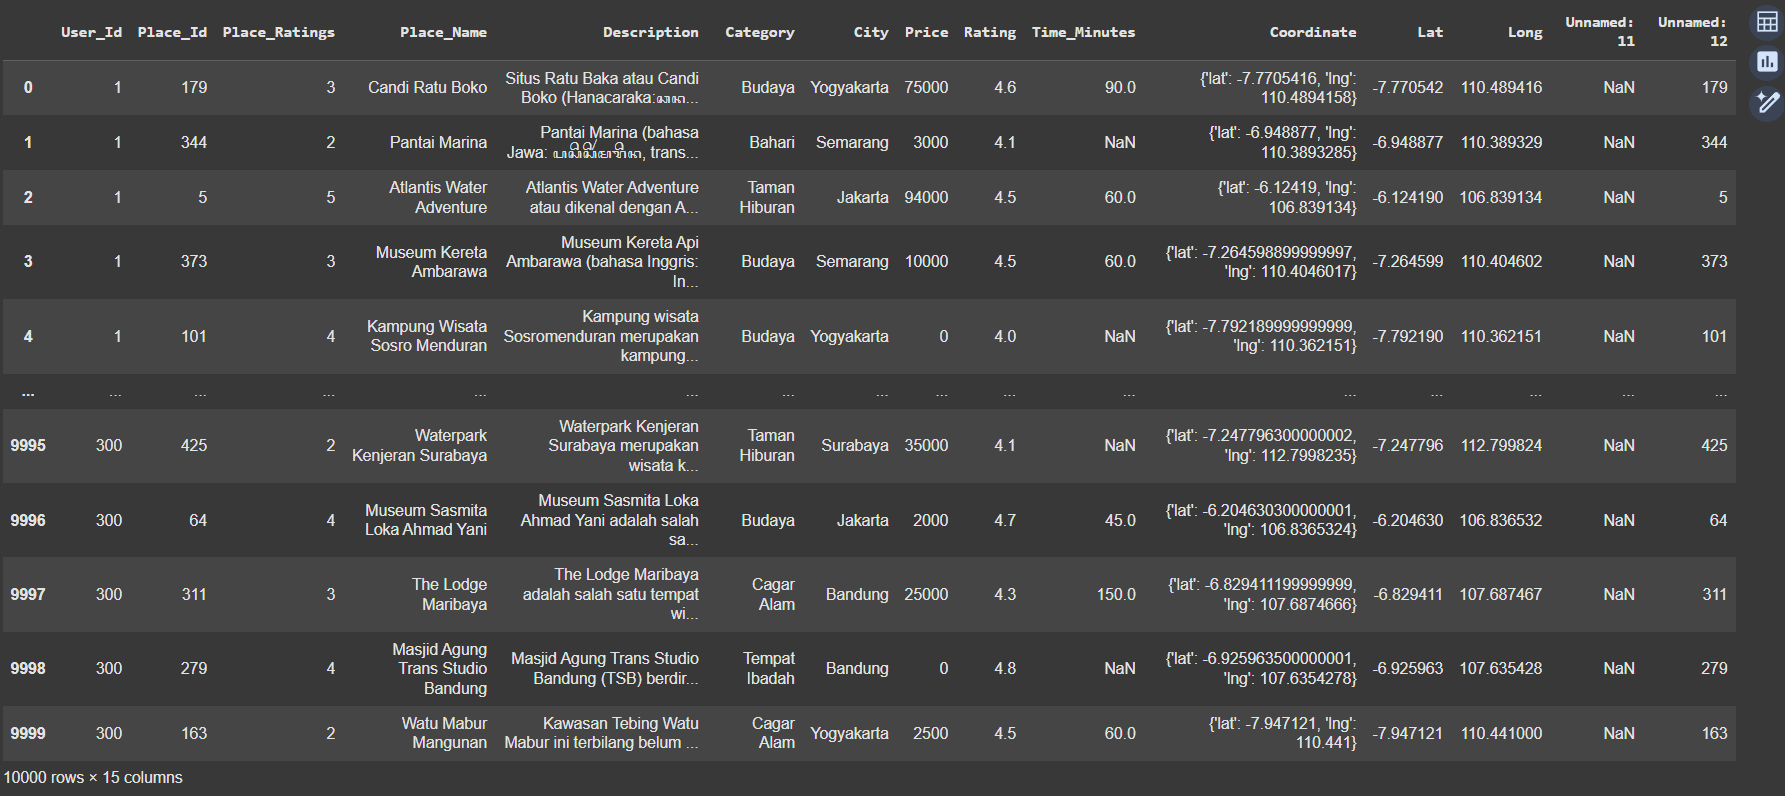 User_Id Place_Id Place_Ratings Place_Name Description Category City Price Rating Time_Minutes Coordinate Lat Long Unnamed: 11 Unnamed: 12
0 1 179 3 Candi Ratu Boko Situs Ratu Baka atau Candi Boko (Hanacaraka: ... Budaya Yogyakarta 75000 4.6 90.0 {'lat': -7.7705416, 'lng': 110.4894158} -7.770542 110.489416 NaN 179
1 1 344 2 Pantai Marina Pantai Marina (bahasa Jawa: , trans... Bahari Semarang 3000 4.1 NaN {'lat': -6.948877, 'lng': 110.3893285} -6.948877 110.389329 NaN 344
2 1 5 5 Atlantis Water Adventure Atlantis Water Adventure atau dikenal dengan A... Taman Hiburan Jakarta 94000 4.5 60.0 {'lat': -6.12419, 'lng': 106.839134} -6.124190 106.839134 NaN 5
3 1 373 3 Museum Kereta Ambarawa Museum Kereta Api Ambarawa (bahasa Inggris: In... Budaya Semarang 10000 4.5 60.0 {'lat': -7.264598899999997, 'lng': 110.4046017} -7.264599 110.404602 NaN 373
4 1 101 4 Kampung Wisata Sosro Menduran Kampung wisata Sosromenduran merupakan kampung... Budaya Yogyakarta 0 4.0 NaN {'lat': -7.792189999999999, 'lng': 110.362151} -7.792190 110.362151 NaN 101
... ... ... ... ... ... ... ... ... ... ... ... ... ... ... ...
9995 300 425 2 Waterpark Kenjeran Surabaya Waterpark Kenjeran Surabaya merupakan wisata k... Taman Hiburan Surabaya 35000 4.1 NaN {'lat': -7.247796300000002, 'lng': 112.7998235} -7.247796 112.799824 NaN 425
9996 300 64 4 Museum Sasmita Loka Ahmad Yani Museum Sasmita Loka Ahmad Yani adalah salah sa... Budaya Jakarta 2000 4.7 45.0 {'lat': -6.204630300000001, 'lng': 106.8365324} -6.204630 106.836532 NaN 64
9997 300 311 3 The Lodge Maribaya The Lodge Maribaya adalah salah satu tempat wi... Cagar Alam Bandung 25000 4.3 150.0 {'lat': -6.829411199999999, 'lng': 107.6874666} -6.829411 107.687467 NaN 311
9998 300 279 4 Masjid Agung Trans Studio Bandung Masjid Agung Trans Studio Bandung (TSB) berdir... Tempat Ibadah Bandung 0 4.8 NaN {'lat': -6.925963500000001, 'lng': 107.6354278} -6.925963 107.635428 NaN 279
9999 300 163 2 Watu Mabur Mangunan Kawasan Tebing Watu Mabur ini terbilang belum ... Cagar Alam Yogyakarta 2500 4.5 60.0 {'lat': -7.947121, 'lng': 110.441} -7.947121 110.441000 NaN 163
10000 rows × 15 columns